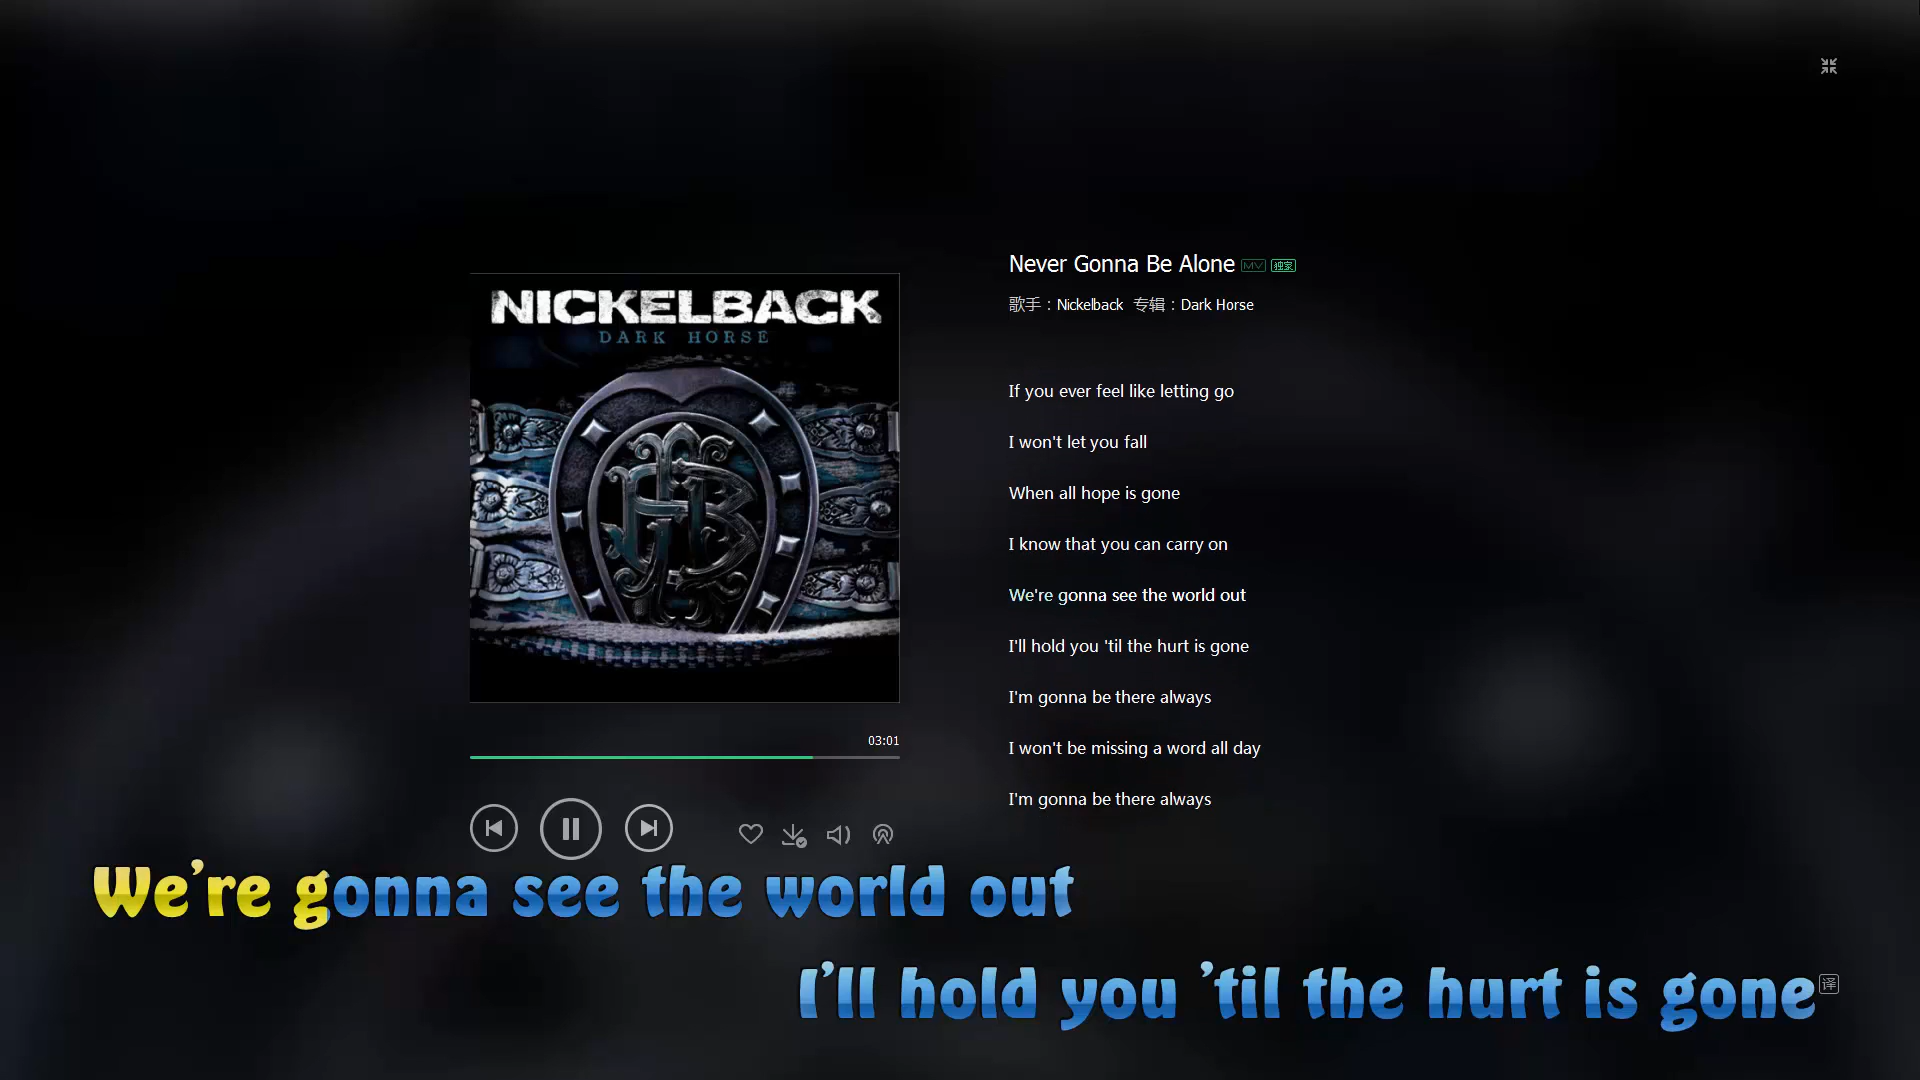 NICKELBACK
DARK HORSE
03:01
Never Gonna Be Alone MV 独家
歌手：Nickelback 专辑：Dark Horse
If you ever feel like letting go
I won't let you fall
When all hope is gone
I know that you can carry on
We're gonna see the world out
I'll hold you 'til the hurt is gone
I'm gonna be there always
I won't be missing a word all day
I'm gonna be there always
We're gonna see the world out
I'll hold you 'til the hurt is gone
译